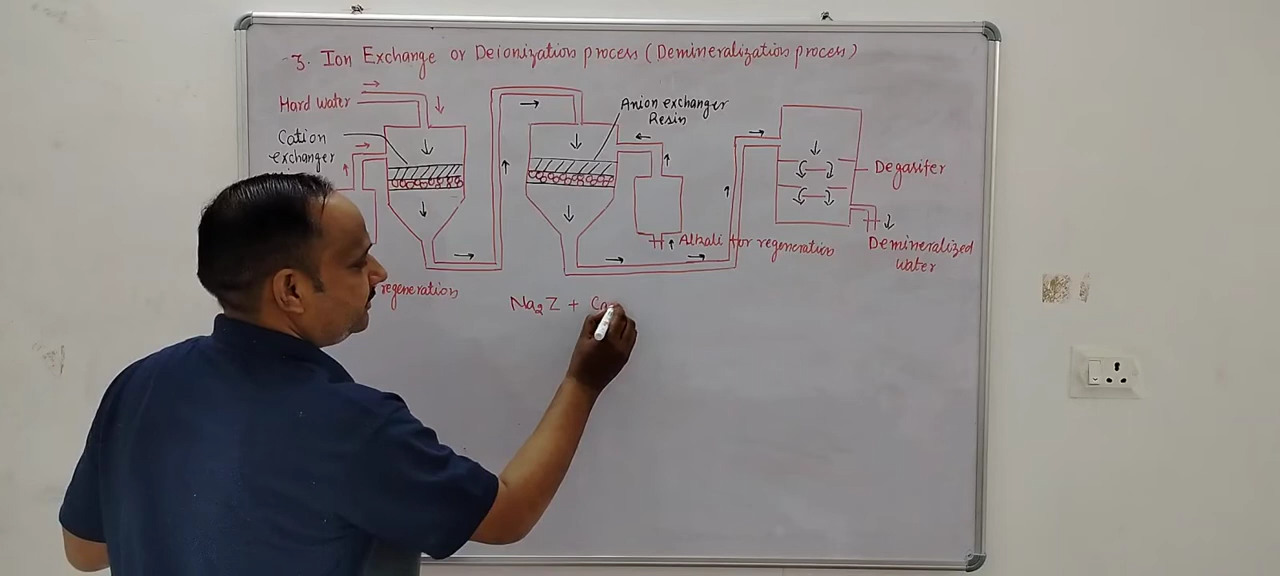 3. Ion Exchange or Deionization process (Demineralization process)
Hard water
Cation
exchanger
Anion exchanger
Resin
Degasifer
Alkali for regeneration
Demineralized
water
regeneration
Na2Z + Ca